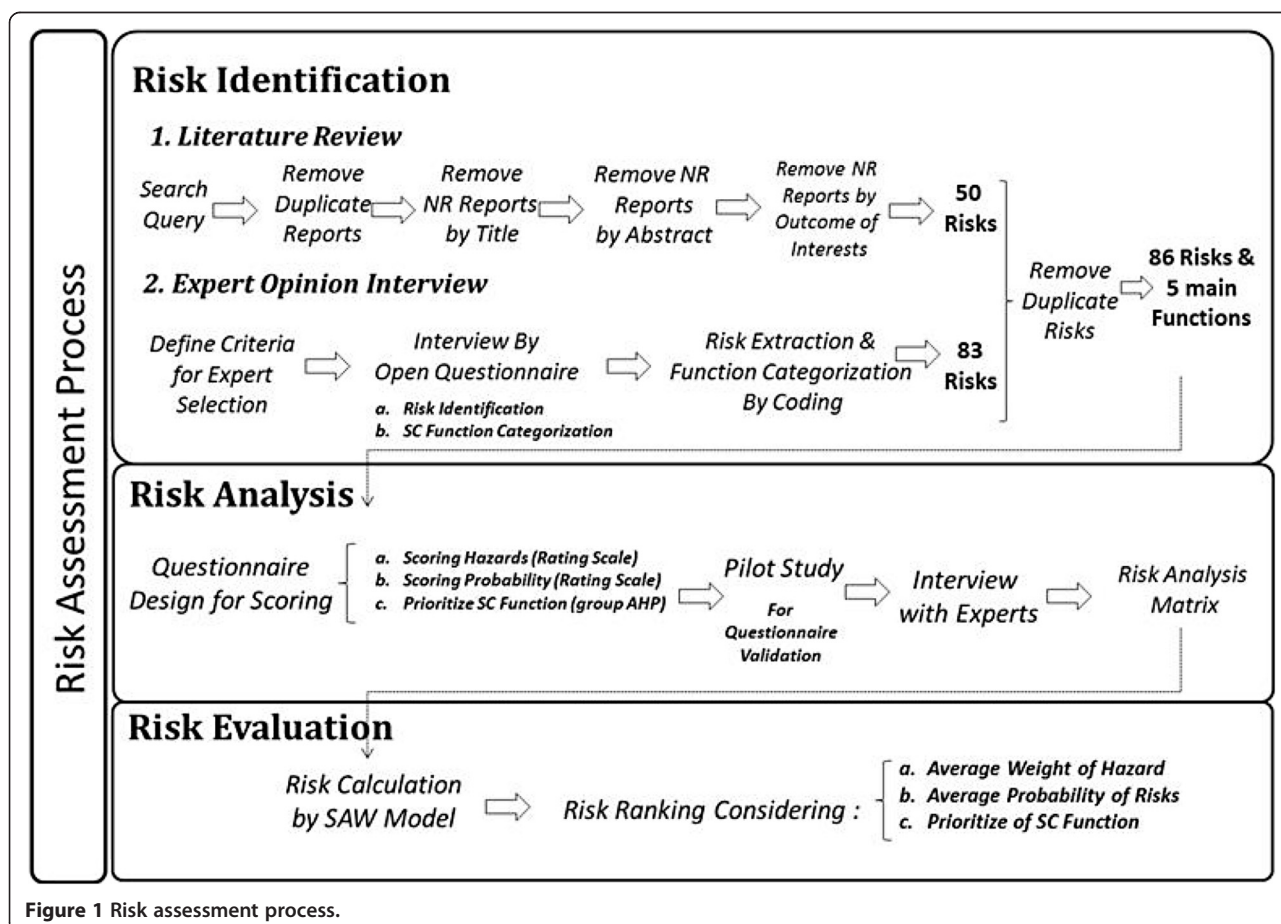 Risk Assessment Process
Risk Identification
1. Literature Review
Search
Query
Remove
Duplicate
Reports
Remove
NR Reports
by Title
Remove NR
Reports
by Abstract
Remove NR
Reports by
Outcome of
Interests
50
Risks
2. Expert Opinion Interview
Define Criteria
for Expert
Selection
Interview By
Open Questionnaire
a. Risk Identification
b. SC Function Categorization
Risk Extraction &
Function Categorization
By Coding
83
Risks
Remove
Duplicate
Risks
86 Risks &
5 main
Functions
Risk Analysis
Questionnaire
Design for Scoring
a. Scoring Hazards (Rating Scale)
b. Scoring Probability (Rating Scale)
c. Prioritize SC Function (group AHP)
Pilot Study
For
Questionnaire
Validation
Interview
with Experts
Risk Analysis
Matrix
Risk Evaluation
Risk Calculation
by SAW Model
Risk Ranking Considering :
a. Average Weight of Hazard
b. Average Probability of Risks
c. Prioritize of SC Function
Figure 1 Risk assessment process.